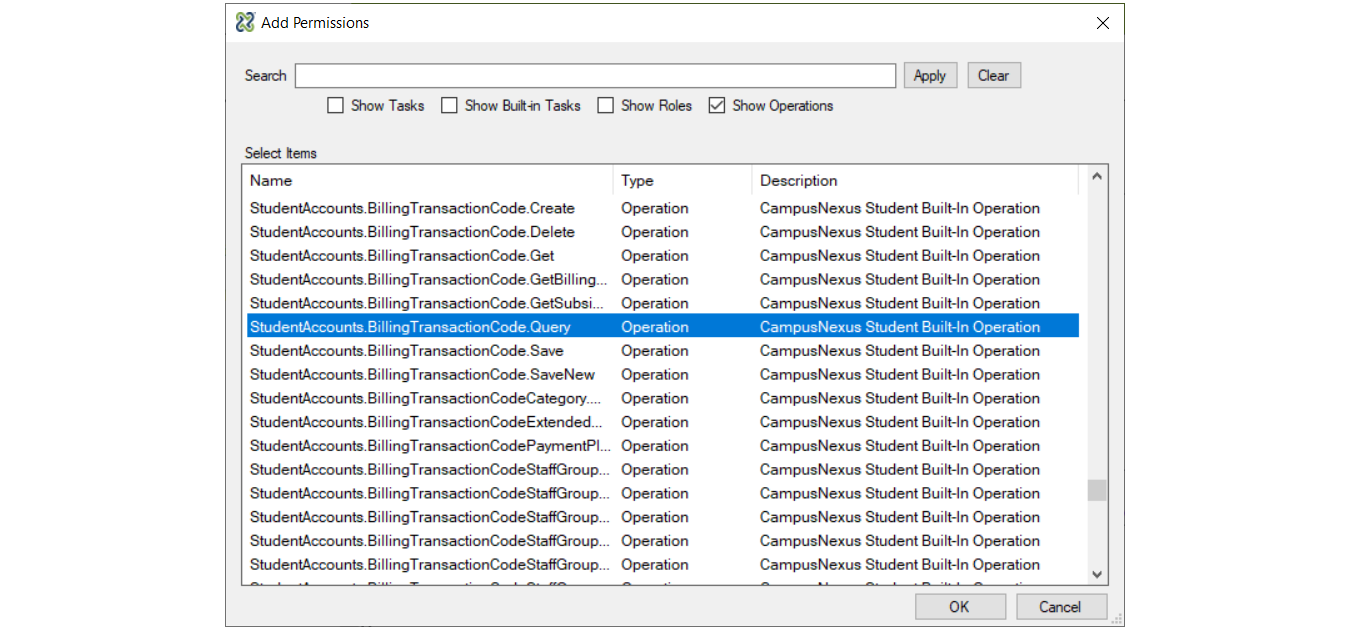 Add Permissions
Search Apply Clear
Show Tasks Show Built-in Tasks Show Roles Show Operations
Select Items
Name Type Description
StudentAccounts.BillingTransactionCode.Create Operation CampusNexus Student Built-In Operation
StudentAccounts.BillingTransactionCode.Delete Operation CampusNexus Student Built-In Operation
StudentAccounts.BillingTransactionCode.Get Operation CampusNexus Student Built-In Operation
StudentAccounts.BillingTransactionCode.GetBilling... Operation CampusNexus Student Built-In Operation
StudentAccounts.BillingTransactionCode.GetSubsi... Operation CampusNexus Student Built-In Operation
StudentAccounts.BillingTransactionCode.Query Operation CampusNexus Student Built-In Operation
StudentAccounts.BillingTransactionCode.Save Operation CampusNexus Student Built-In Operation
StudentAccounts.BillingTransactionCode.SaveNew Operation CampusNexus Student Built-In Operation
StudentAccounts.BillingTransactionCodeCategory.... Operation CampusNexus Student Built-In Operation
StudentAccounts.BillingTransactionCodeExtended... Operation CampusNexus Student Built-In Operation
StudentAccounts.BillingTransactionCodePaymentPl... Operation CampusNexus Student Built-In Operation
StudentAccounts.BillingTransactionCodeStaffGroup... Operation CampusNexus Student Built-In Operation
StudentAccounts.BillingTransactionCodeStaffGroup... Operation CampusNexus Student Built-In Operation
StudentAccounts.BillingTransactionCodeStaffGroup... Operation CampusNexus Student Built-In Operation
StudentAccounts.BillingTransactionCodeStaffGroup... Operation CampusNexus Student Built-In Operation
StudentAccounts.BillingTransactionCodeStaffGroup... Operation CampusNexus Student Built-In Operation
OK Cancel